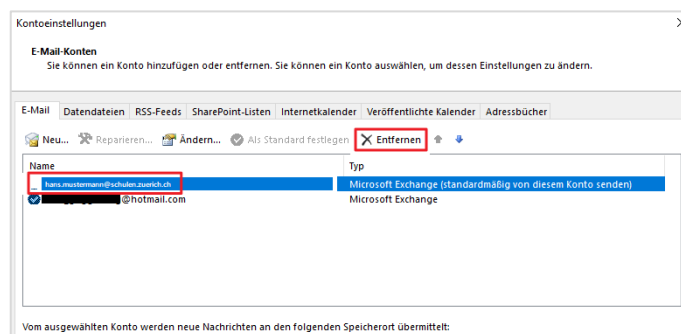 Kontoeinstellungen
E-Mail-Konten
Sie können ein Konto hinzufügen oder entfernen. Sie können ein Konto auswählen, um dessen Einstellungen zu ändern.
E-Mail Datendateien RSS-Feeds SharePoint-Listen Internetkalender Veröffentlichte Kalender Adressbücher
Neu... Reparieren... Ändern... Als Standard festlegen Entfernen
Name Typ
hans.mustermann@schulen.zuerich.ch Microsoft Exchange (standardmäßig von diesem Konto senden)
@hotmail.com Microsoft Exchange
Vom ausgewählten Konto werden neue Nachrichten an den folgenden Speicherort übermittelt: